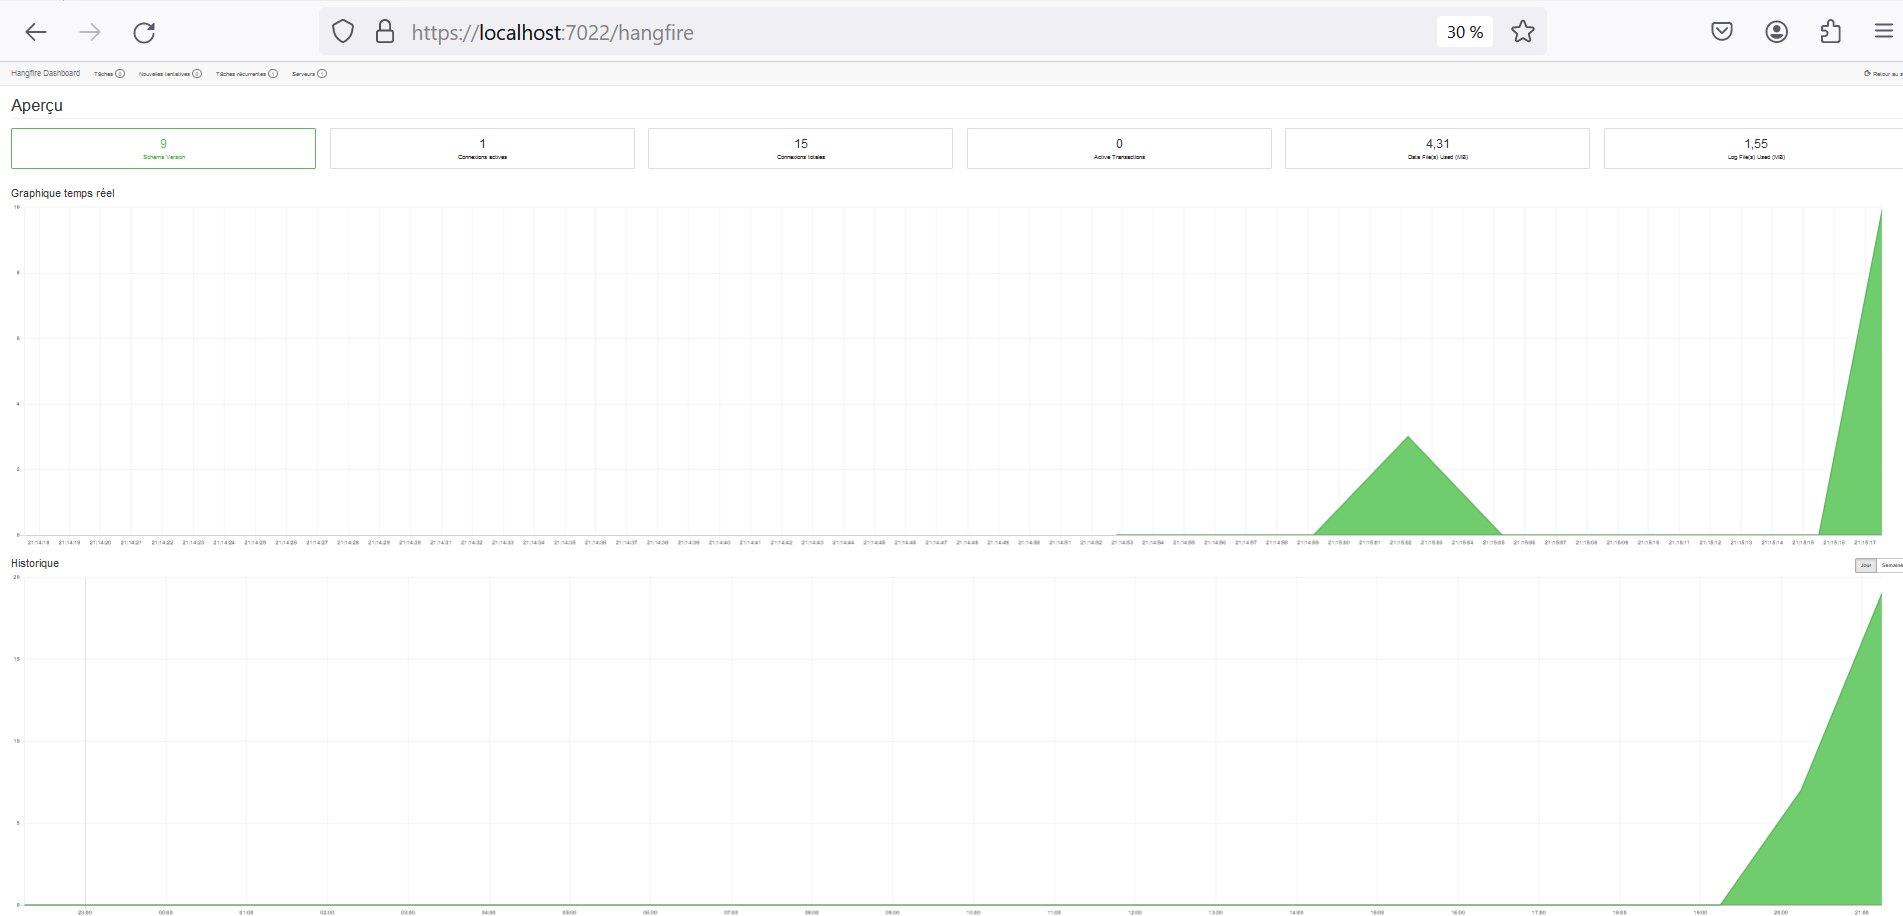 https://localhost:7022/hangfire
30 %
Hangfire Dashboard
Tâches 0
Nouvelles tentatives 0
Tâches récurrentes 1
Serveurs 1
Retour au s
Aperçu
9
Schema Version
1
Connexions actives
15
Connexions totales
0
Active Transactions
4,31
Data File(s) Used (MB)
1,55
Log File(s) Used (MB)
Graphique temps réel
10
8
6
4
2
0
21:14:18 21:14:19 21:14:20 21:14:21 21:14:22 21:14:23 21:14:24 21:14:25 21:14:26 21:14:27 21:14:28 21:14:29 21:14:30 21:14:31 21:14:32 21:14:33 21:14:34 21:14:35 21:14:36 21:14:37 21:14:38 21:14:39 21:14:40 21:14:41 21:14:42 21:14:43 21:14:44 21:14:45 21:14:46 21:14:47 21:14:48 21:14:49 21:14:50 21:14:51 21:14:52 21:14:53 21:14:54 21:14:55 21:14:56 21:14:57 21:14:58 21:14:59 21:15:00 21:15:01 21:15:02 21:15:03 21:15:04 21:15:05 21:15:06 21:15:07 21:15:08 21:15:09 21:15:10 21:15:11 21:15:12 21:15:13 21:15:14 21:15:15 21:15:16 21:15:17
Historique
Jour
Semaine
20
15
10
5
0
23:00 00:00 01:00 02:00 03:00 04:00 05:00 06:00 07:00 08:00 09:00 10:00 11:00 12:00 13:00 14:00 15:00 16:00 17:00 18:00 19:00 20:00 21:00